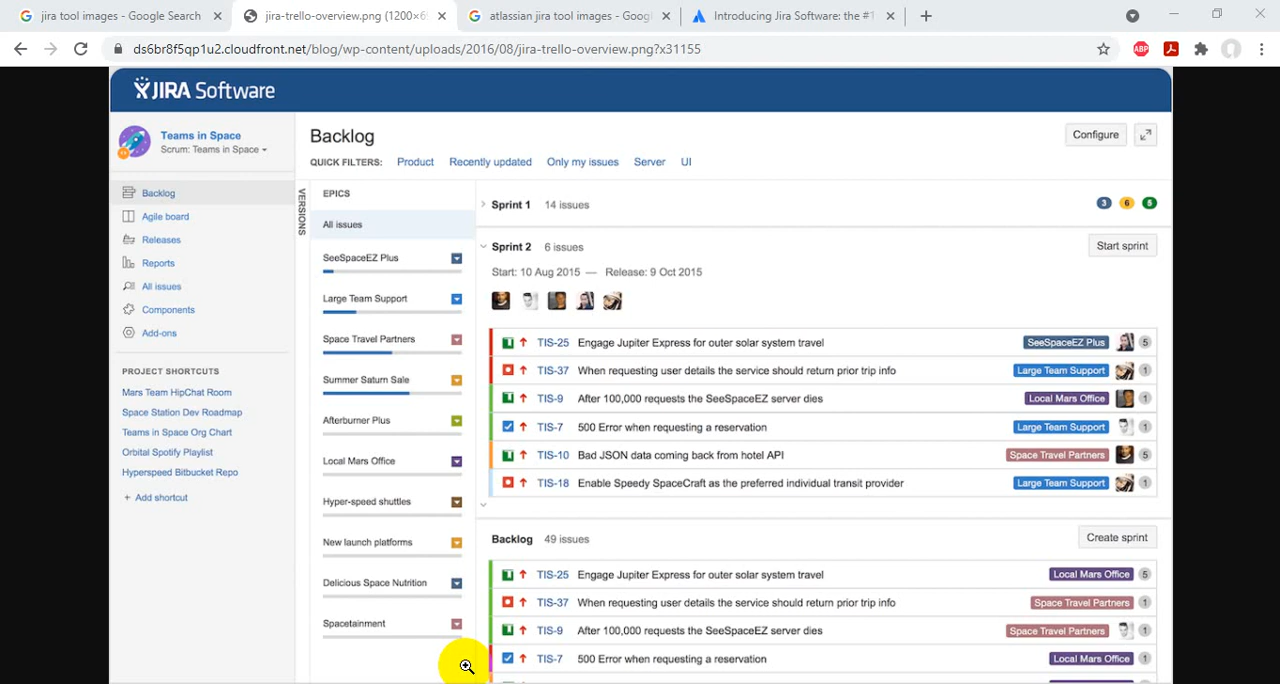 jira tool images - Google Search
jira-trello-overview.png (1200×6
atlassian jira tool images - Goog
Introducing Jira Software: the #1
ds6br8f5qp1u2.cloudfront.net/blog/wp-content/uploads/2016/08/jira-trello-overview.png?x31155
ABP
JIRA Software
Teams in Space
Scrum: Teams in Space
Backlog
Agile board
Releases
Reports
All issues
Components
Add-ons
PROJECT SHORTCUTS
Mars Team HipChat Room
Space Station Dev Roadmap
Teams in Space Org Chart
Orbital Spotify Playlist
Hyperspeed Bitbucket Repo
+ Add shortcut
Backlog
Configure
QUICK FILTERS: Product Recently updated Only my issues Server UI
VERSIONS
EPICS
All issues
SeeSpaceEZ Plus
Large Team Support
Space Travel Partners
Summer Saturn Sale
Afterburner Plus
Local Mars Office
Hyper-speed shuttles
New launch platforms
Delicious Space Nutrition
Spacetainment
Sprint 1 14 issues 3 6 5
Sprint 2 6 issues Start sprint
Start: 10 Aug 2015 — Release: 9 Oct 2015
TIS-25 Engage Jupiter Express for outer solar system travel SeeSpaceEZ Plus 5
TIS-37 When requesting user details the service should return prior trip info Large Team Support 1
TIS-9 After 100,000 requests the SeeSpaceEZ server dies Local Mars Office 1
TIS-7 500 Error when requesting a reservation Large Team Support 1
TIS-10 Bad JSON data coming back from hotel API Space Travel Partners 5
TIS-18 Enable Speedy SpaceCraft as the preferred individual transit provider Large Team Support 1
Backlog 49 issues Create sprint
TIS-25 Engage Jupiter Express for outer solar system travel Local Mars Office 5
TIS-37 When requesting user details the service should return prior trip info Space Travel Partners 1
TIS-9 After 100,000 requests the SeeSpaceEZ server dies Space Travel Partners 1
TIS-7 500 Error when requesting a reservation Local Mars Office 1